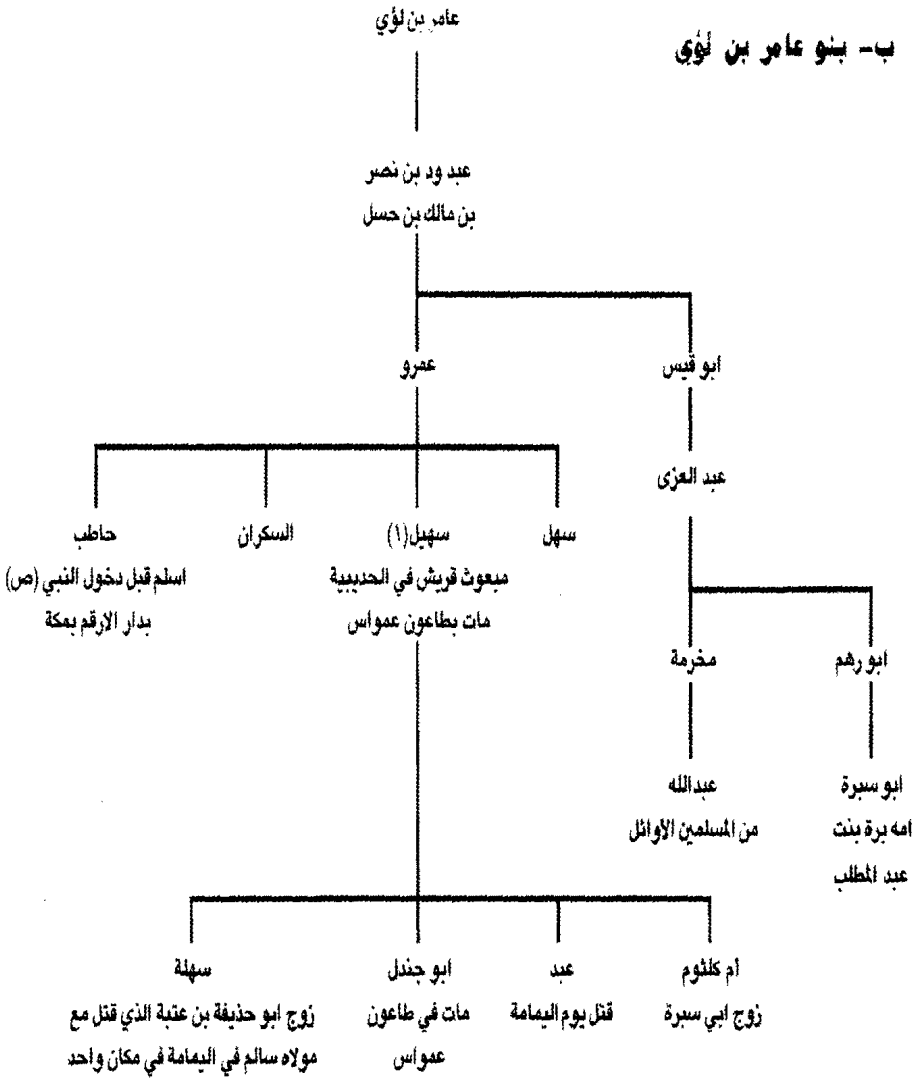 ب- بنو عامر بن لؤي
عامر بن لؤي
عبد ود بن نصر
بن مالك بن حسل
ابو قيس
عمرو
عبد العزى
سهل
سهيل (١)
مبعوث قريش في الحديبية
مات بطاعون عمواس
السكران
حاطب
اسلم قبل دخول النبي (ص)
بدار الارقم بمكة
ابو رهم
مخرمة
ابو سبرة
امه برة بنت
عبد المطلب
عبدالله
من المسلمين الأوائل
أم كلثوم
زوج ابي سبرة
عبد
قتل يوم اليمامة
ابو جندل
مات في طاعون
عمواس
سهلة
زوج ابو حذيفة بن عتبة الذي قتل مع
مولاه سالم في اليمامة في مكان واحد